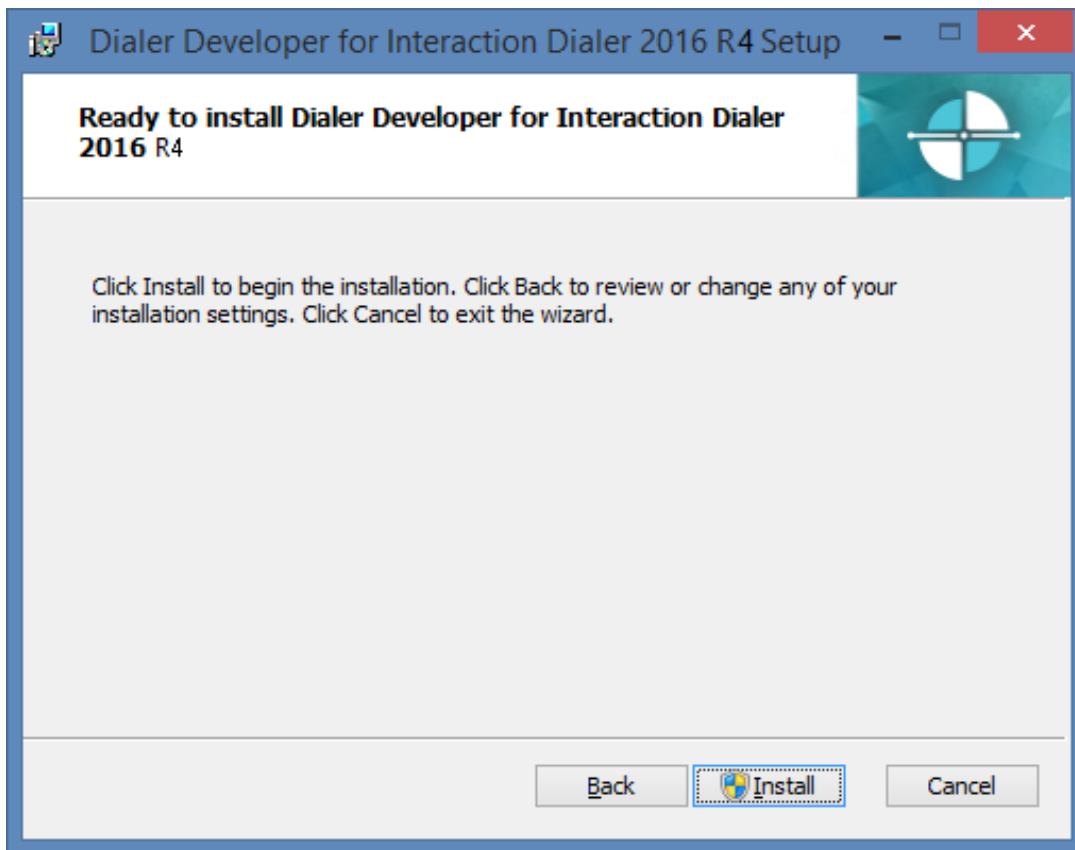 Dialer Developer for Interaction Dialer 2016 R4 Setup
Ready to install Dialer Developer for Interaction Dialer
2016 R4
Click Install to begin the installation. Click Back to review or change any of your
installation settings. Click Cancel to exit the wizard.
Back Install Cancel